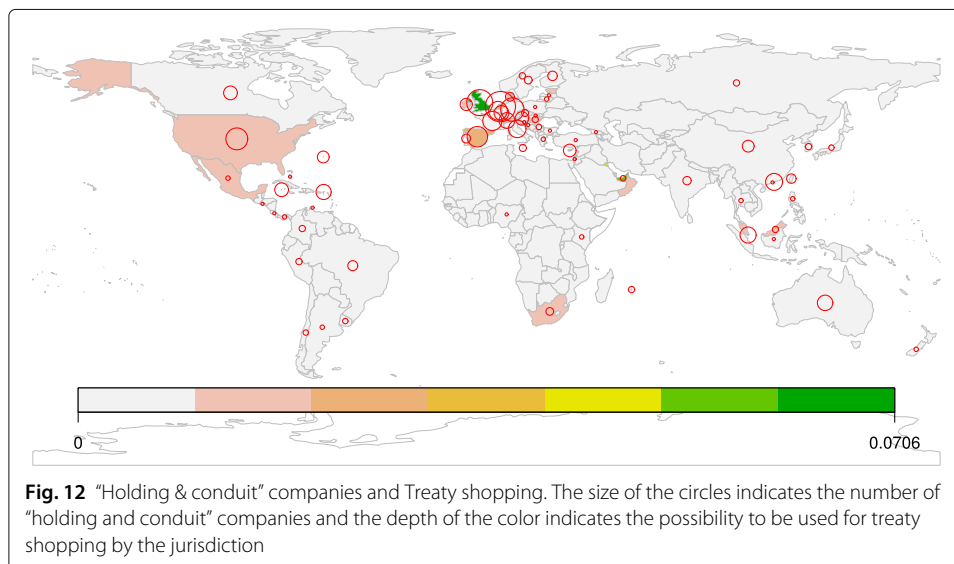 0
0.0706
Fig. 12 "Holding & conduit" companies and Treaty shopping. The size of the circles indicates the number of
"holding and conduit" companies and the depth of the color indicates the possibility to be used for treaty
shopping by the jurisdiction